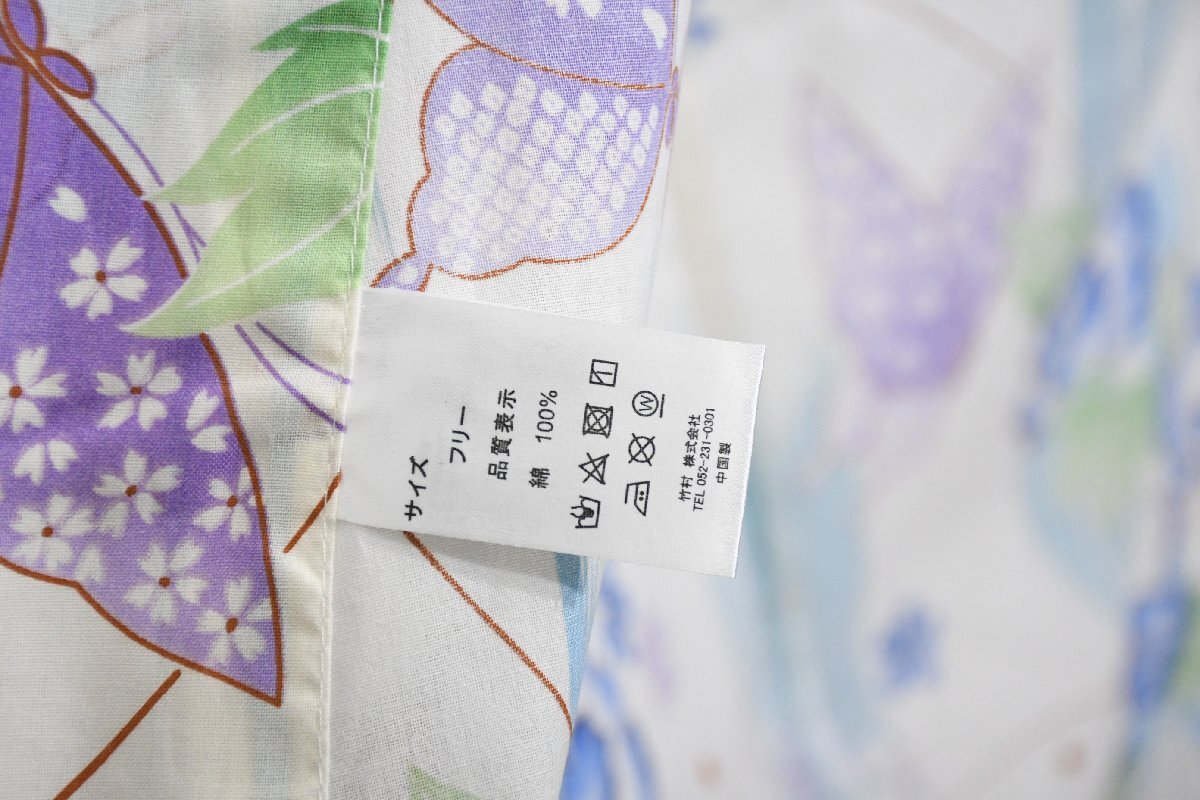 サイズ
フリー
品質表示
綿 100%
W
竹村 株式会社
TEL 052-231-0301
中国製